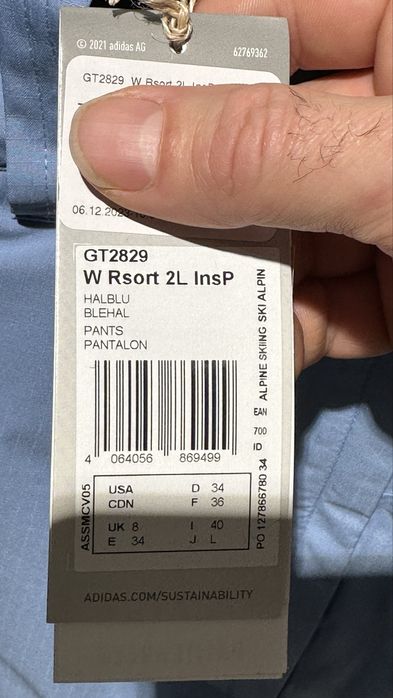 © 2021 adidas AG 62769362
GT2829 W Rsort 2L InsP
06.12.2023
GT2829
W Rsort 2L InsP
HALBLU
BLEHAL
PANTS
PANTALON
ALPINE SKIING SKI ALPIN
EAN
700
ID
4 064056 869499
ASSMCV05
USA D 34
CDN F 36
UK 8 I 40
E 34 J L
PO 127866780 34
ADIDAS.COM/SUSTAINABILITY